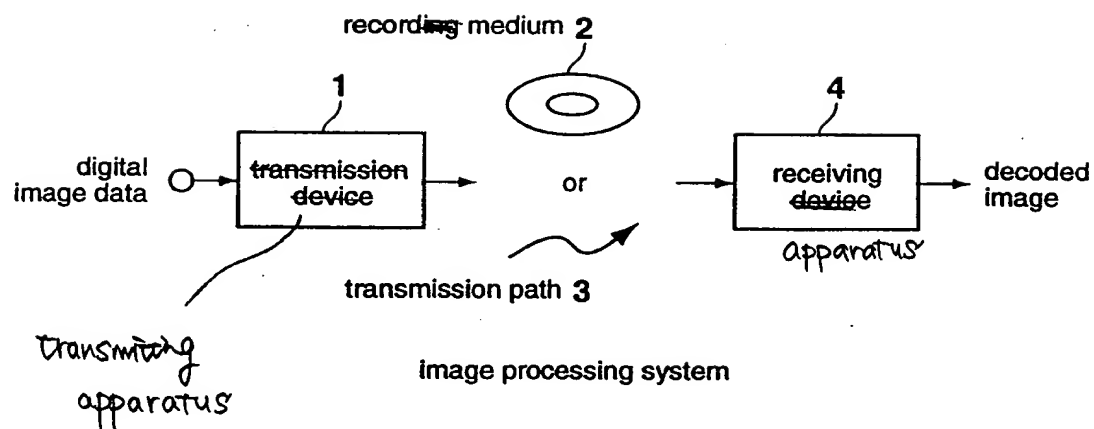 recording medium 2
1
4
digital
image data
transmission
device
or
receiving
device
apparatus
decoded
image
transmission path 3
transmitting
apparatus
image processing system